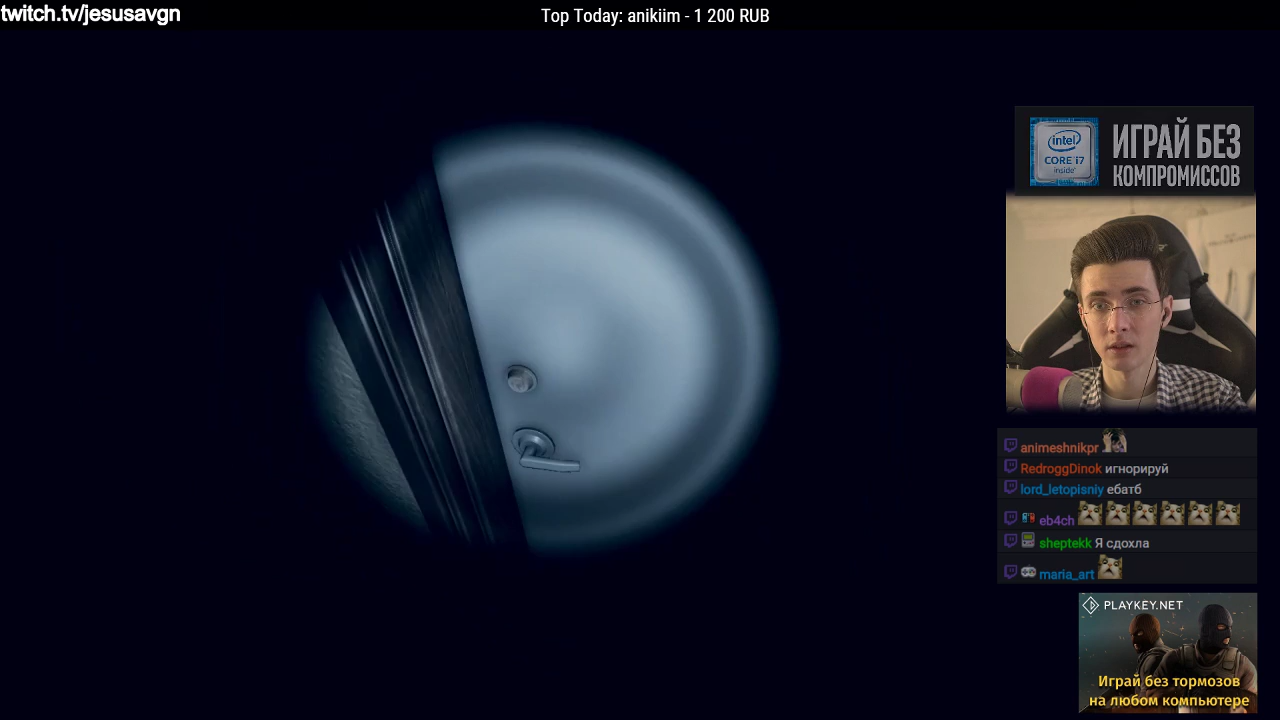 twitch.tv/jesusavgn
Top Today: anikiim - 1 200 RUB
intel
CORE i7
inside
ИГРАЙ БЕЗ
КОМПРОМИССОВ
animeshnikpr
RedroggDinok игнорируй
lord_letopisniy ебатб
eb4ch
sheptekk Я сдохла
maria_art
PLAYKEY.NET
Играй без тормозов
на любом компьютере